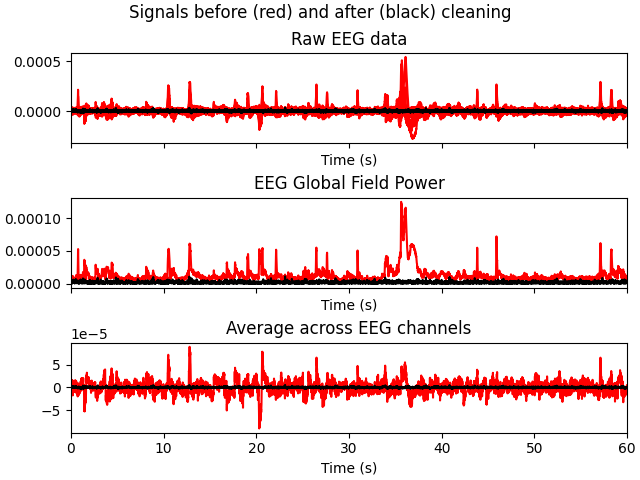 Signals before (red) and after (black) cleaning
Raw EEG data
0.0005
0.0000
Time (s)
EEG Global Field Power
0.00010
0.00005
0.00000
Time (s)
Average across EEG channels
1e−5
5
0
−5
0 10 20 30 40 50 60
Time (s)